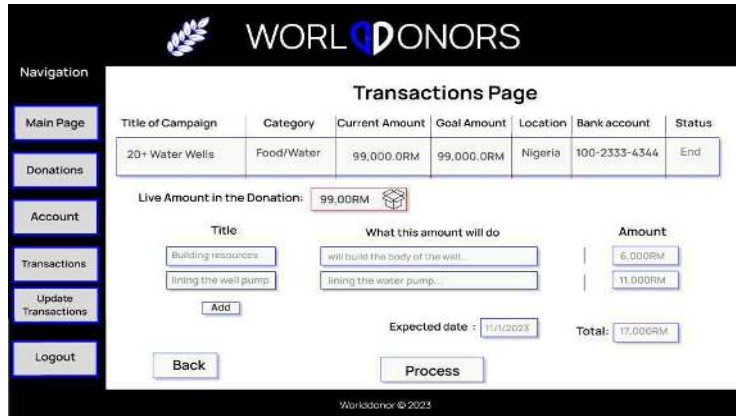 WORLDDONORS
Navigation
Transactions Page
Main Page
Title of Campaign Category Current Amount Goal Amount Location Bank account Status
20+ Water Wells Food/Water 99,000.0RM 99,000.0RM Nigeria 100-2333-4344 End
Donations
Live Amount in the Donation: 99,00RM
Account
Title What this amount will do Amount
Building resources will build the body of the well... 6,000RM
Transactions
lining the well pump lining the water pump... 11,000RM
Update
Transactions
Add
Expected date : 11/1/2023 Total: 17,000RM
Logout
Back Process
Worlddonor © 2023